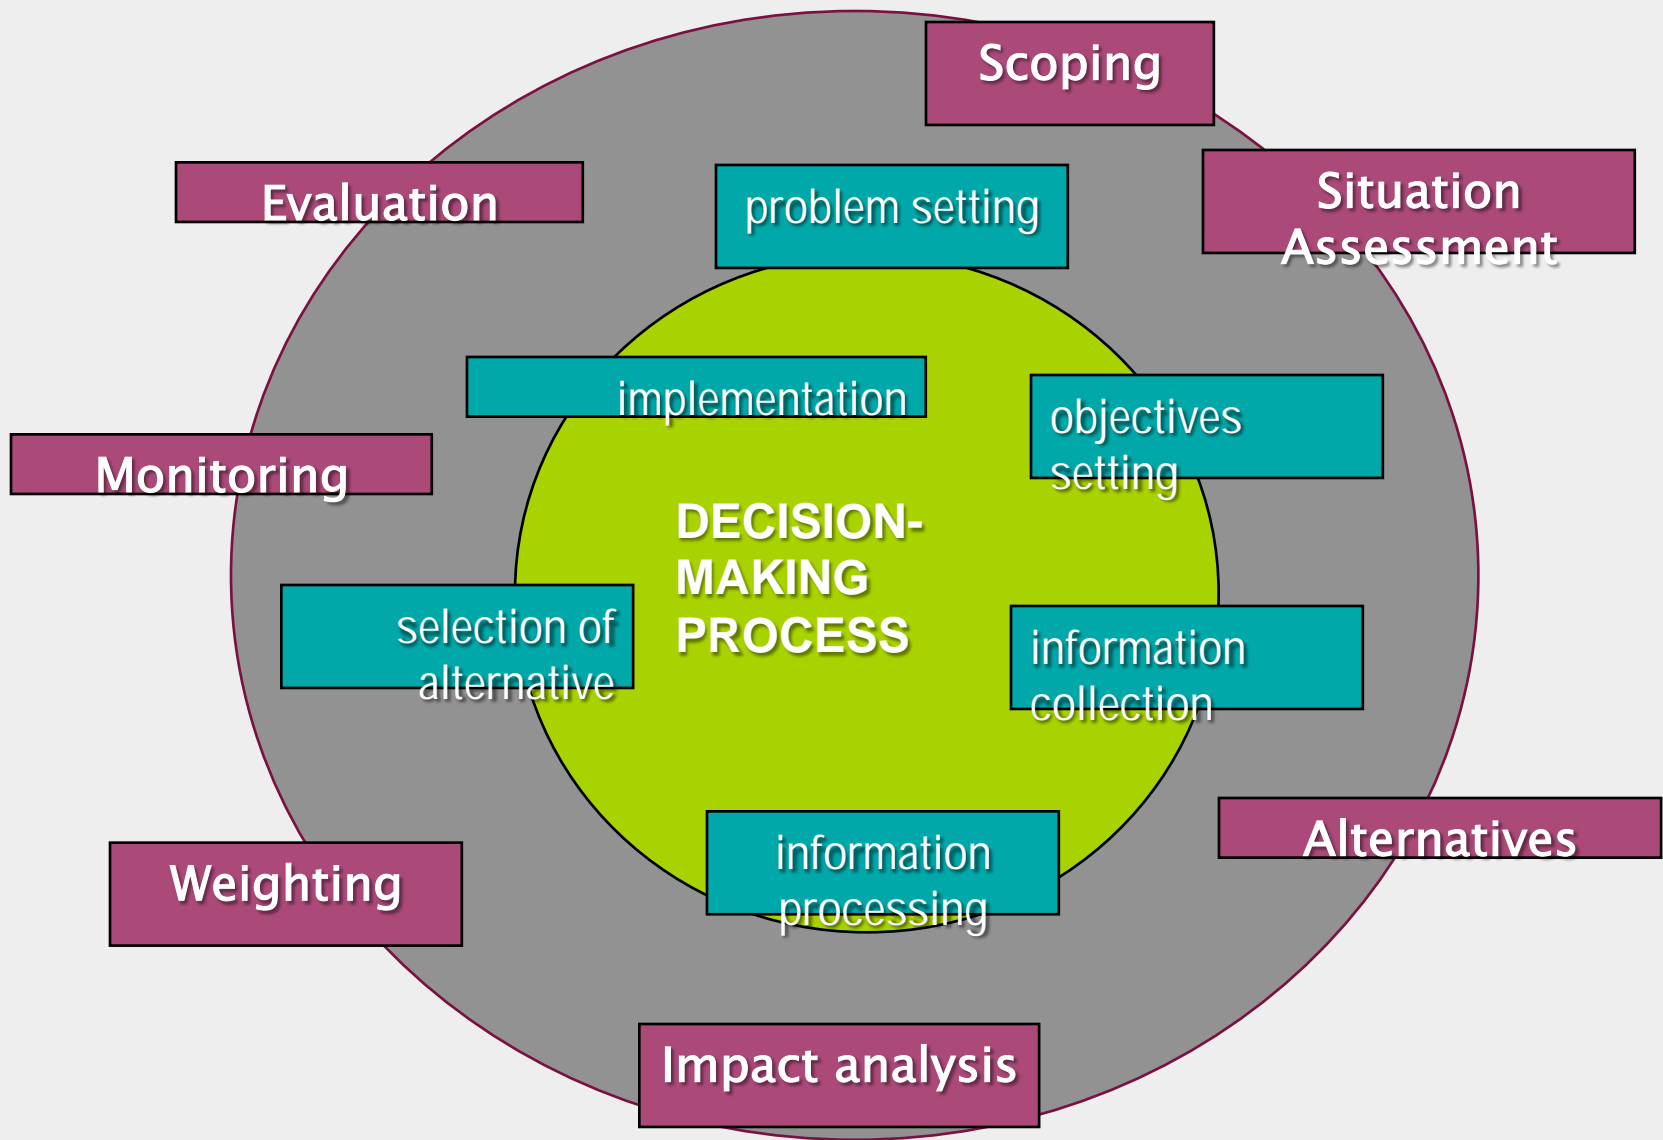 Scoping
Situation
Assessment
Evaluation
problem setting
implementation
objectives
setting
Monitoring
DECISION-
MAKING
PROCESS
selection of
alternative
information
collection
Alternatives
information
processing
Weighting
Impact analysis